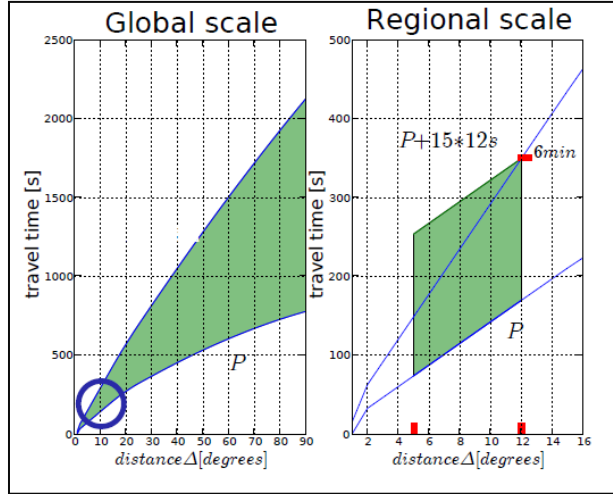 Global scale
Regional scale
travel time [s]
2500
2000
1500
1000
500
0
0 10 20 30 40 50 60 70 80 90
distanceΔ[degrees]
P
travel time [s]
500
400
300
200
100
0
2 4 6 8 10 12 14 16
distanceΔ[degrees]
P+15*12s
6min
P